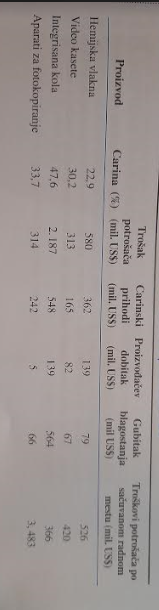 Proizvod Carina (%) Trošak potrošača (mil. US$) Carinski prihodi (mil. US$) Proizvođačev dobitak (mil. US$) Gubitak blagostanja (mil US$) Troškovi potrošača po sačuvanom radnom mestu (mil. US$)
Hemijska vlakna 22,9 580 362 139 79 526
Video kasete 30,2 313 165 82 67 420
Integrisana kola 47,6 2.187 548 139 564 366
Aparati za fotokopiranje 33,7 314 242 5 66 3. 483